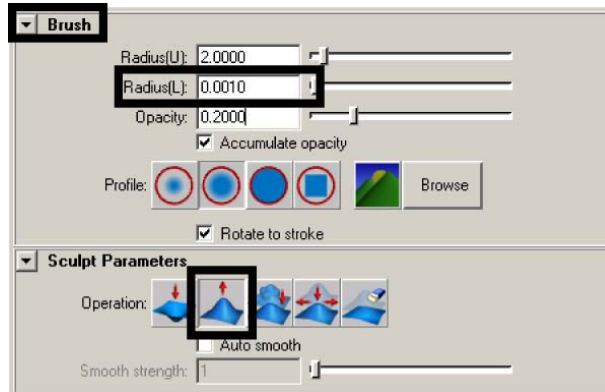 Brush
Radius(U): 2.0000
Radius(L): 0.0010
Opacity: 0.2000
Accumulate opacity
Profile: Browse
Rotate to stroke
Sculpt Parameters
Operation:
Auto smooth
Smooth strength: 1